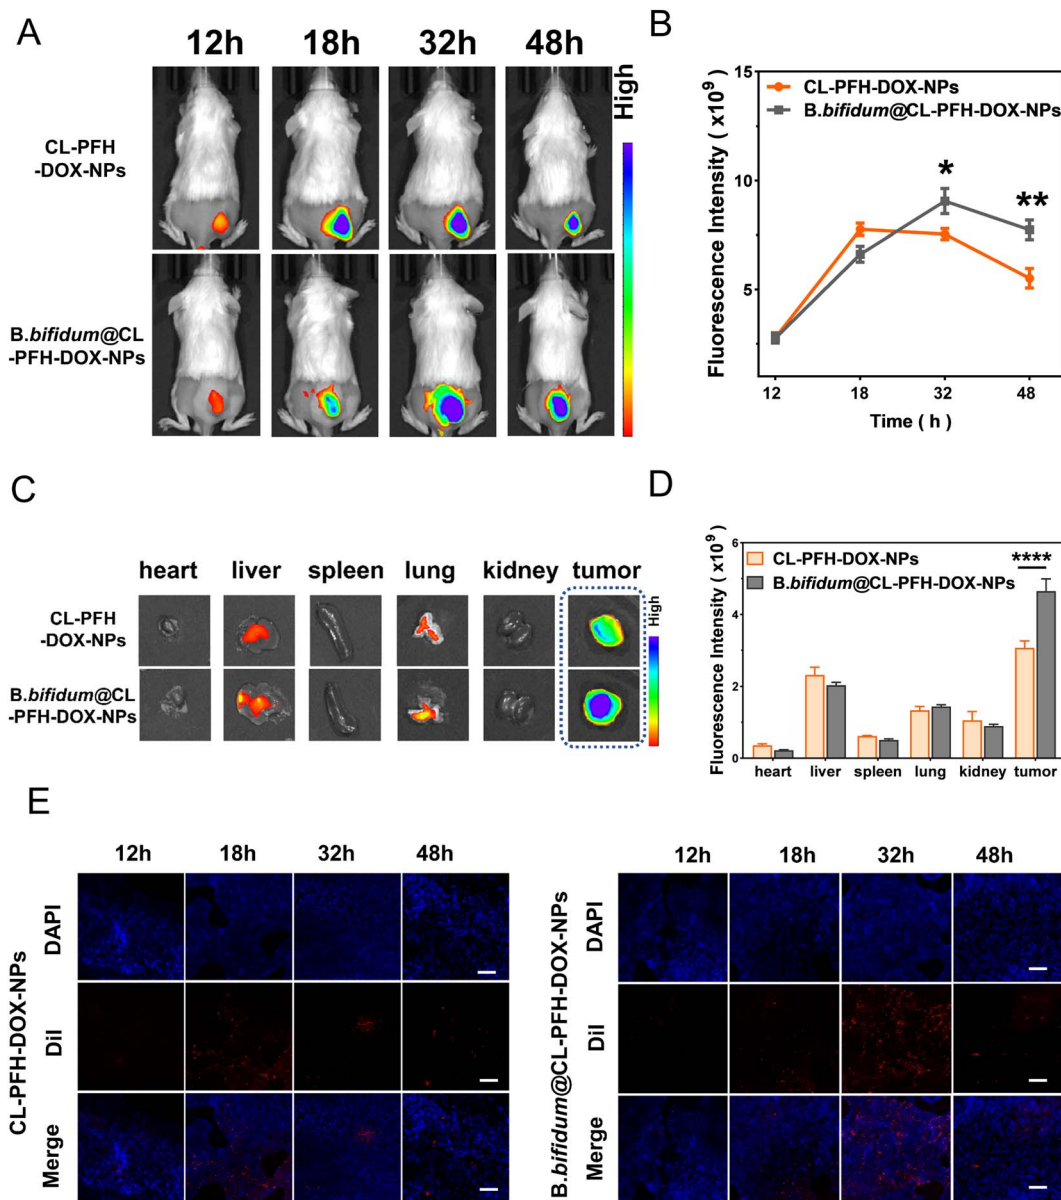 A
12h 18h 32h 48h
CL-PFH
-DOX-NPs
B.bifidum@CL
-PFH-DOX-NPs
High
B
Fluorescence Intensity ( x10⁹)
15
10
5
CL-PFH-DOX-NPs
B.bifidum@CL-PFH-DOX-NPs
*
**
12 18 32 48
Time ( h )
C
heart liver spleen lung kidney tumor
CL-PFH
-DOX-NPs
B.bifidum@CL
-PFH-DOX-NPs
High
D
Fluorescence Intensity ( x10⁹)
6
4
2
0
CL-PFH-DOX-NPs
B.bifidum@CL-PFH-DOX-NPs
****
heart liver spleen lung kidney tumor
E
12h 18h 32h 48h
CL-PFH-DOX-NPs
DAPI
DiI
Merge
12h 18h 32h 48h
B.bifidum@CL-PFH-DOX-NPs
DAPI
DiI
Merge